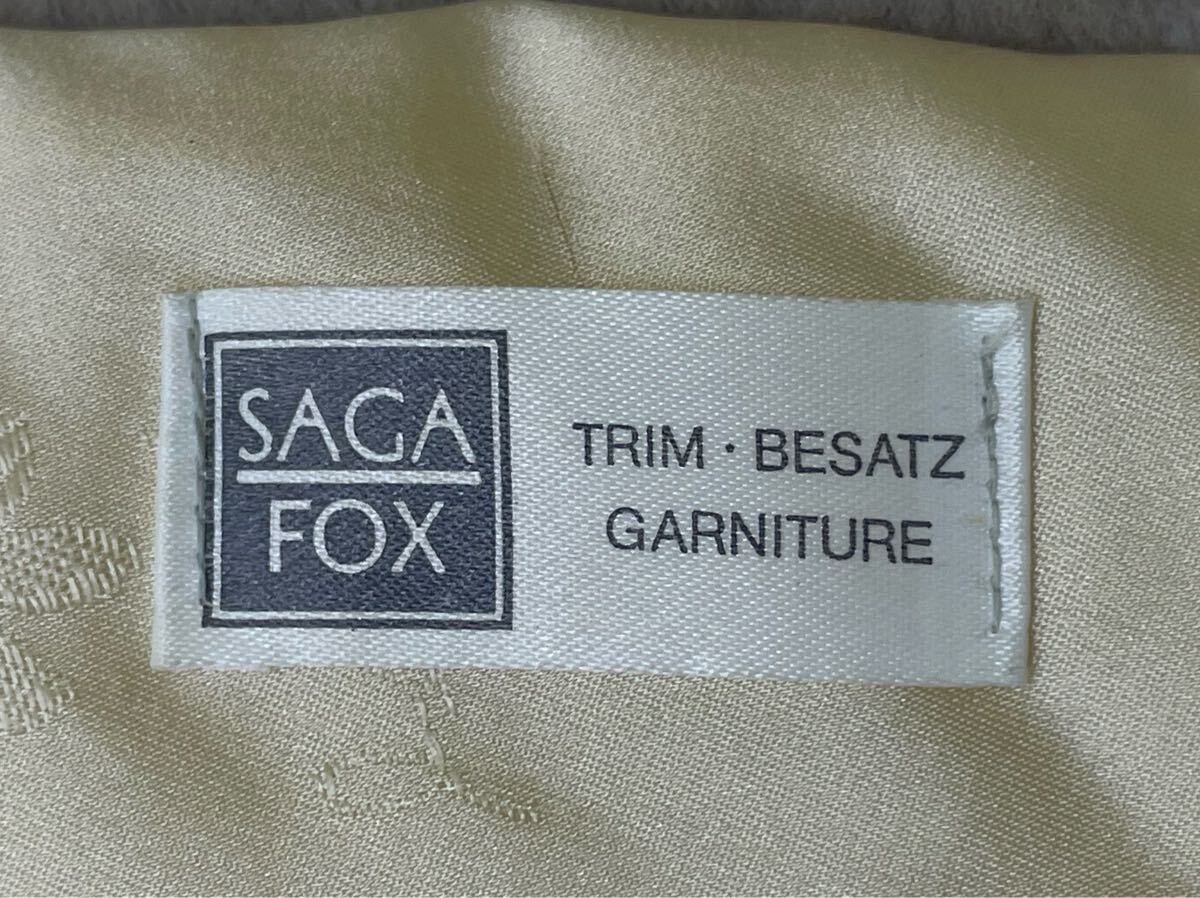 SAGA
FOX
TRIM · BESATZ
GARNITURE